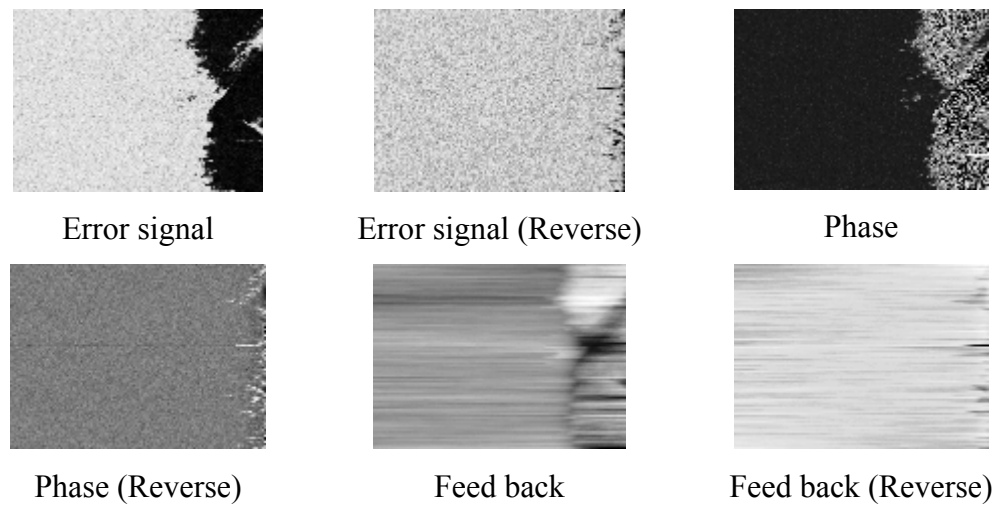 Error signal
Error signal (Reverse)
Phase
Phase (Reverse)
Feed back
Feed back (Reverse)